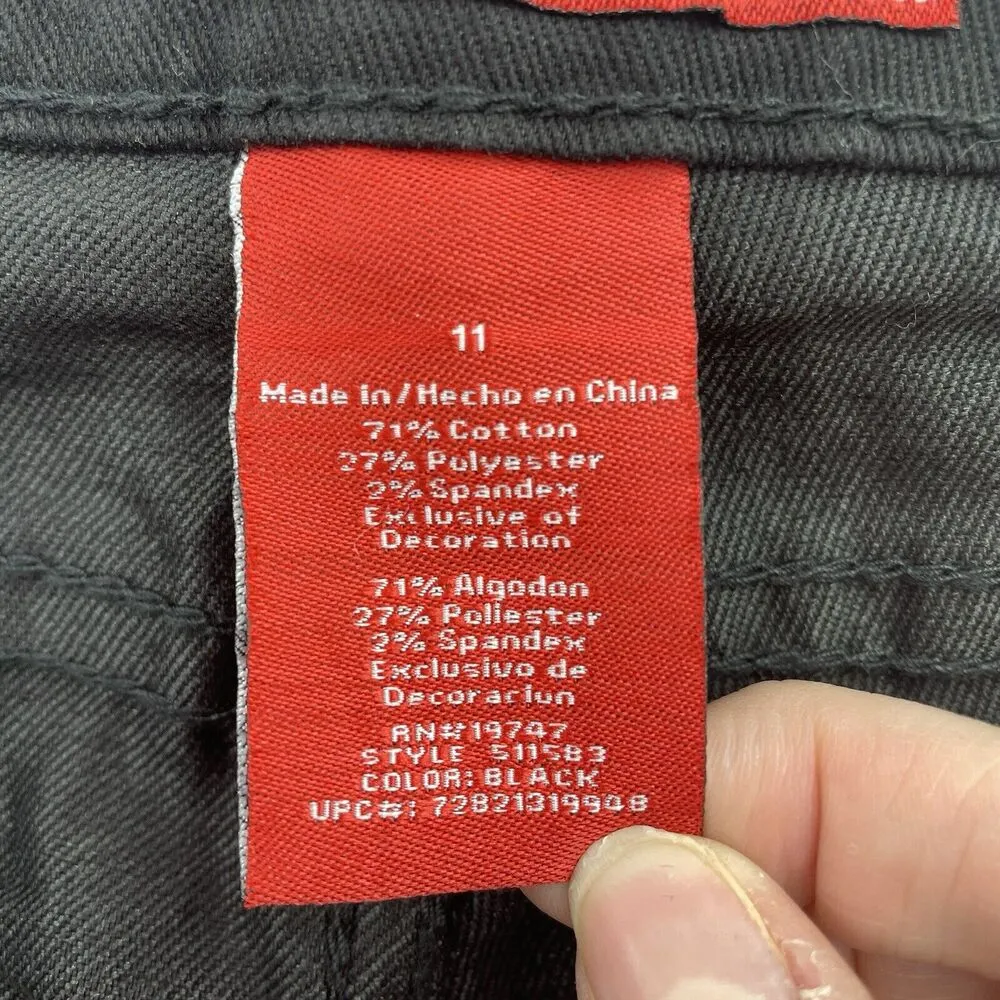 11
Made in/Hecho en China
71% Cotton
27% Polyester
2% Spandex
Exclusive of
Decoration
71% Algodon
27% Poliester
2% Spandex
Exclusivo de
Decoracion
RN#19747
STYLE 511583
COLOR: BLACK
UPC#: 72821319948